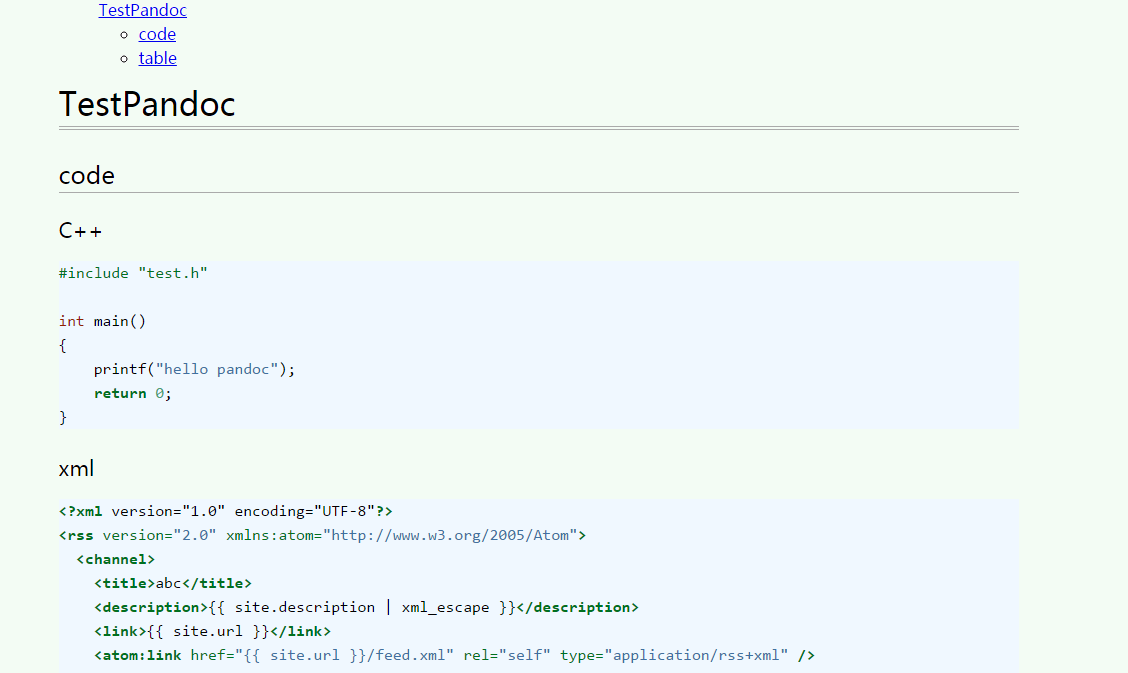 TestPandoc
code
table
TestPandoc
code
C++
#include "test.h"
int main()
{
    printf("hello pandoc");
    return 0;
}
xml
<?xml version="1.0" encoding="UTF-8"?>
<rss version="2.0" xmlns:atom="http://www.w3.org/2005/Atom">
  <channel>
    <title>abc</title>
    <description>{{ site.description | xml_escape }}</description>
    <link>{{ site.url }}</link>
    <atom:link href="{{ site.url }}/feed.xml" rel="self" type="application/rss+xml" />